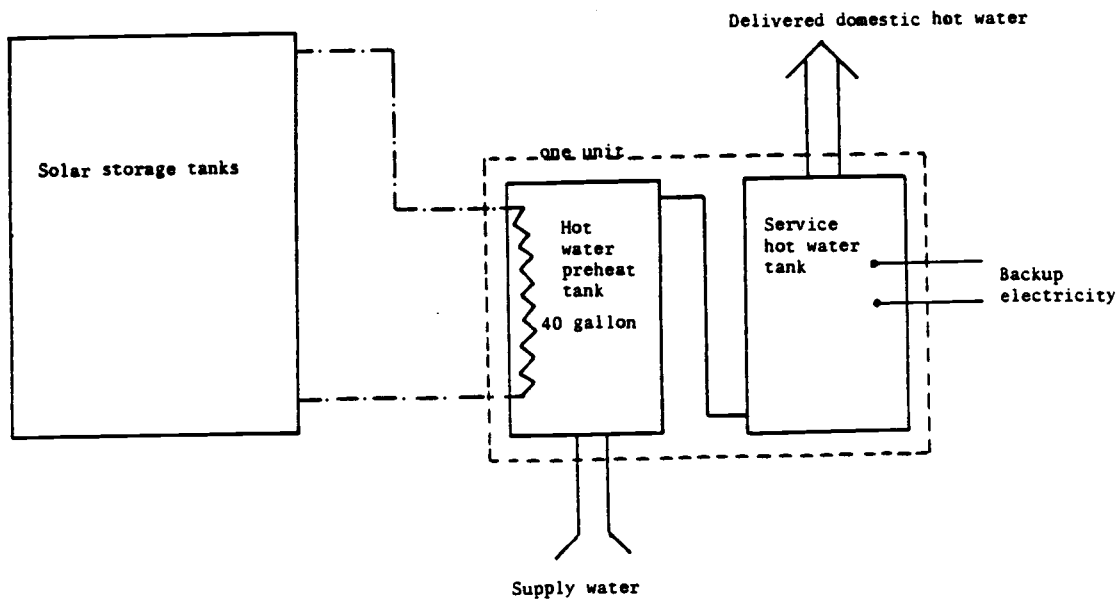 Delivered domestic hot water
Solar storage tanks
one unit
Hot
water
preheat
tank
40 gallon
Service
hot water
tank
Backup
electricity
Supply water